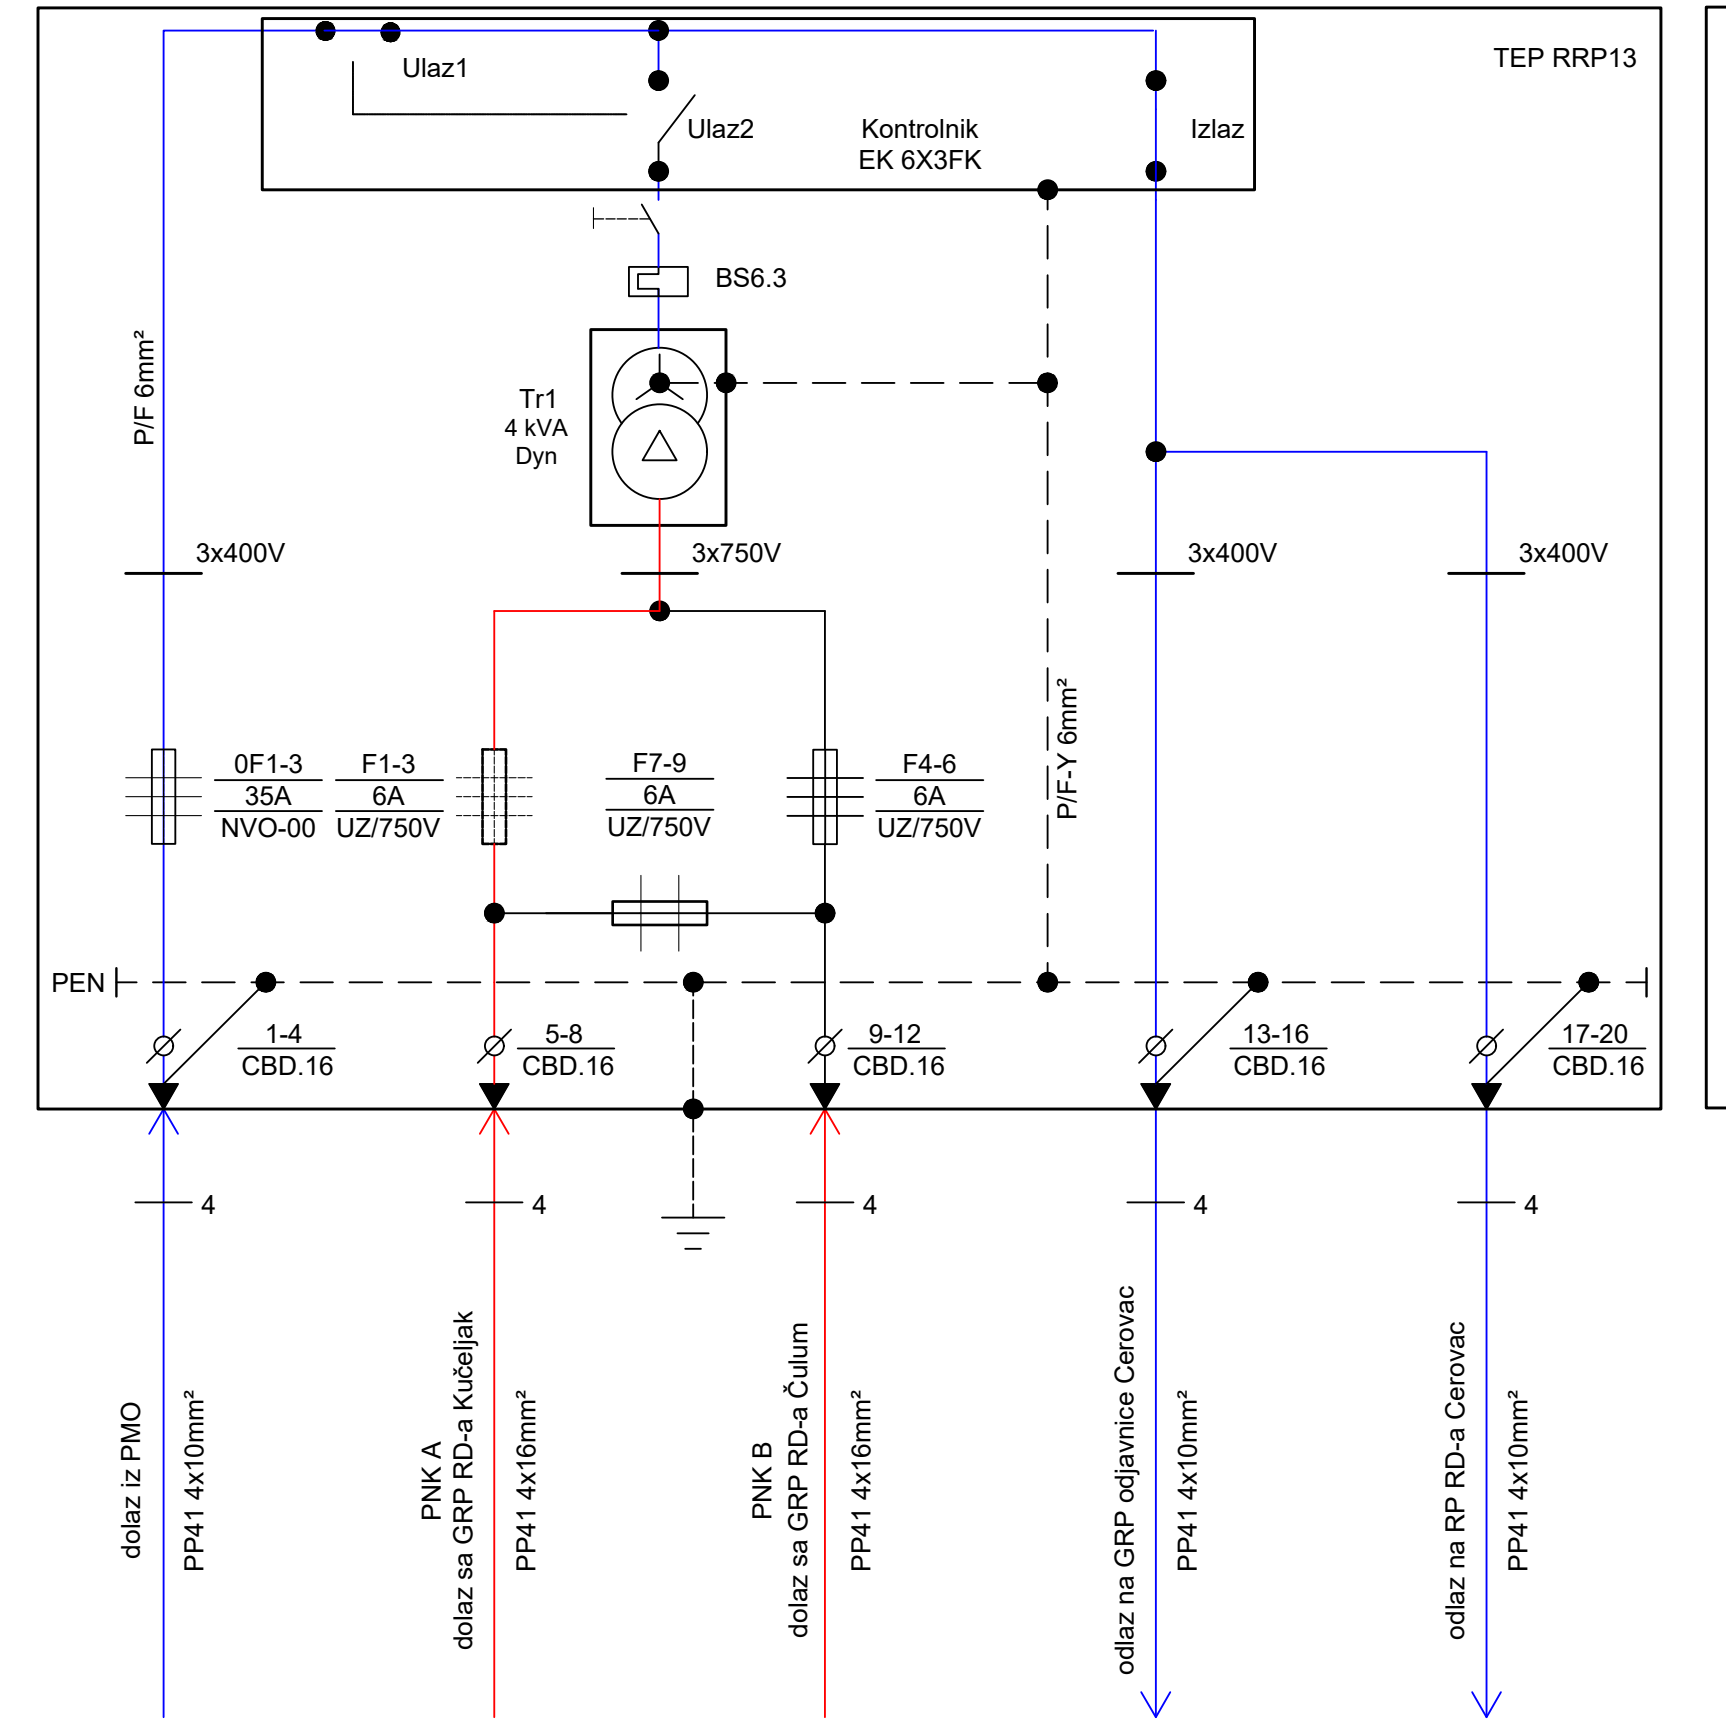 TEP RRP13
Ulaz1
Ulaz2
Kontrolnik
EK 6X3FK
Izlaz
BS6.3
P/F 6mm²
Tr1
4 kVA
Dyn
3x400V
3x750V
3x400V
3x400V
P/F-Y 6mm²
0F1-3
35A
NVO-00
F1-3
6A
UZ/750V
F7-9
6A
UZ/750V
F4-6
6A
UZ/750V
PEN
1-4
CBD.16
5-8
CBD.16
9-12
CBD.16
13-16
CBD.16
17-20
CBD.16
4
4
4
4
4
dolaz iz PMO
PP41 4x10mm²
PNK A
dolaz sa GRP RD-a Kučeljak
PP41 4x16mm²
PNK B
dolaz sa GRP RD-a Čulum
PP41 4x16mm²
odlaz na GRP odjavnice Cerovac
PP41 4x10mm²
odlaz na RP RD-a Cerovac
PP41 4x10mm²